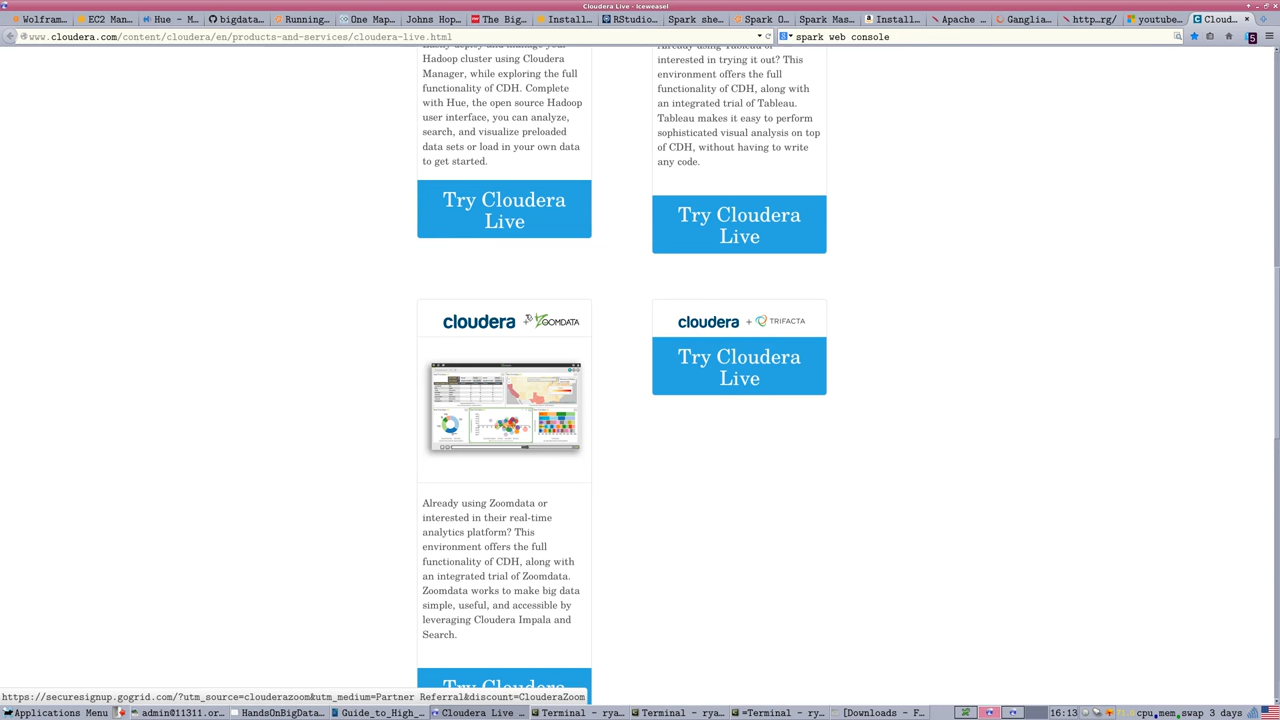 Cloudera Live - Iceweasel
Wolfram... EC2 Man... Hue - M... bigdata... Running... One Map... Johns Hop... The Big... Install... RStudio... Spark she... Spark O... Spark Mas... Install... Apache ... Ganglia... http...rg/ youtube... Cloud...
www.cloudera.com/content/cloudera/en/products-and-services/cloudera-live.html
spark web console
5
Hadoop cluster using Cloudera
Manager, while exploring the full
functionality of CDH. Complete
with Hue, the open source Hadoop
user interface, you can analyze,
search, and visualize preloaded
data sets or load in your own data
to get started.
Try Cloudera
Live
Already using Tableau or
interested in trying it out? This
environment offers the full
functionality of CDH, along with
an integrated trial of Tableau.
Tableau makes it easy to perform
sophisticated visual analysis on top
of CDH, without having to write
any code.
Try Cloudera
Live
cloudera + ZOOMDATA
Already using Zoomdata or
interested in their real-time
analytics platform? This
environment offers the full
functionality of CDH, along with
an integrated trial of Zoomdata.
Zoomdata works to make big data
simple, useful, and accessible by
leveraging Cloudera Impala and
Search.
Try Cloudera
cloudera + TRIFACTA
Try Cloudera
Live
https://securesignup.gogrid.com/?utm_source=clouderazoom&utm_medium=Partner Referral&discount=ClouderaZoom
Applications Menu admin@11311.or... HandsOnBigData... Guide_to_High_... Cloudera Live ... Terminal - rya... Terminal - rya... =Terminal - ry... [Downloads - F... 16:13 cpu mem swap 3 days